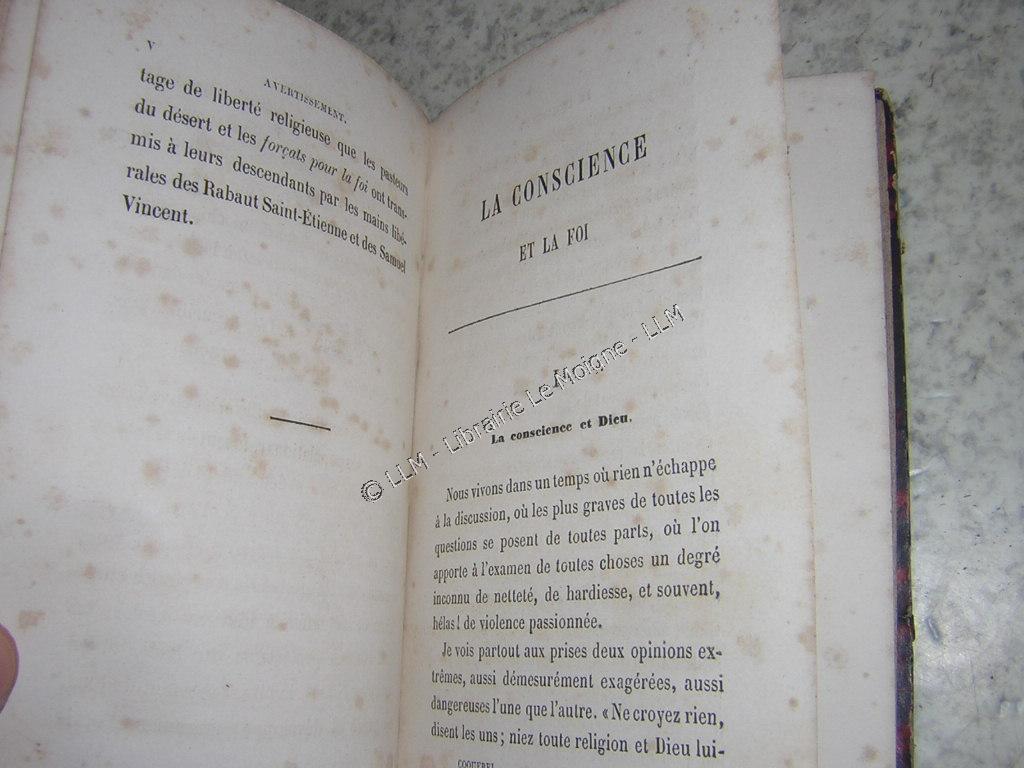 V
AVERTISSEMENT.
tage de liberté religieuse que les pasteurs
du désert et les forçats pour la foi ont trans-
mis à leurs descendants par les mains libé-
rales des Rabaut Saint-Étienne et des Samuel
Vincent.
LA CONSCIENCE
ET LA FOI
© LLM - Librairie Le Moigne - LLM
La conscience et Dieu.
Nous vivons dans un temps où rien n'échappe
à la discussion, où les plus graves de toutes les
questions se posent de toutes parts, où l'on
apporte à l'examen de toutes choses un degré
inconnu de netteté, de hardiesse, et souvent,
hélas! de violence passionnée.
Je vois partout aux prises deux opinions ex-
trêmes, aussi démesurément exagérées, aussi
dangereuses l'une que l'autre. «Ne croyez rien,
disent les uns; niez toute religion et Dieu lui-
COQUEREL